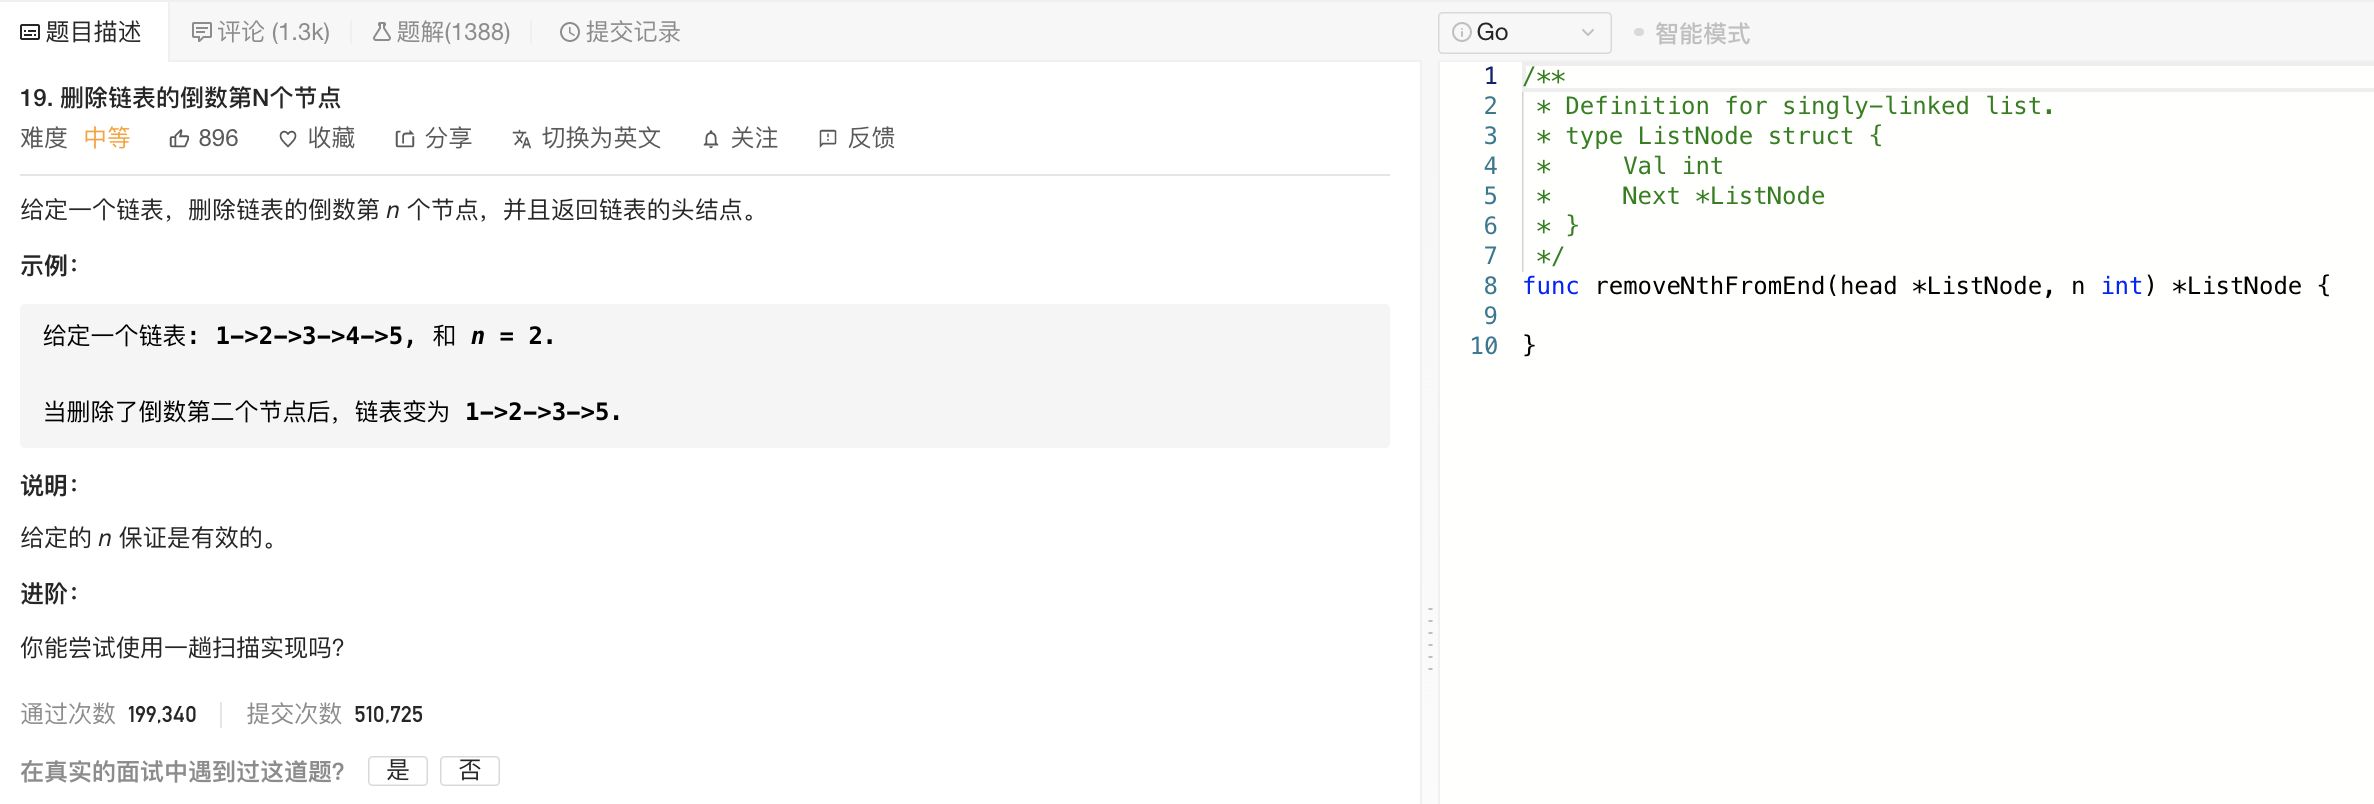 题目描述
评论 (1.3k)
题解(1388)
提交记录
19. 删除链表的倒数第N个节点
难度 中等 896 收藏 分享 切换为英文 关注 反馈
给定一个链表，删除链表的倒数第 n 个节点，并且返回链表的头结点。
示例：
给定一个链表: 1->2->3->4->5, 和 n = 2.
当删除了倒数第二个节点后，链表变为 1->2->3->5.
说明：
给定的 n 保证是有效的。
进阶：
你能尝试使用一趟扫描实现吗？
通过次数 199,340 提交次数 510,725
在真实的面试中遇到过这道题？ 是 否
Go 智能模式
1 /**
2 * Definition for singly-linked list.
3 * type ListNode struct {
4 *     Val int
5 *     Next *ListNode
6 * }
7 */
8 func removeNthFromEnd(head *ListNode, n int) *ListNode {
9
10 }